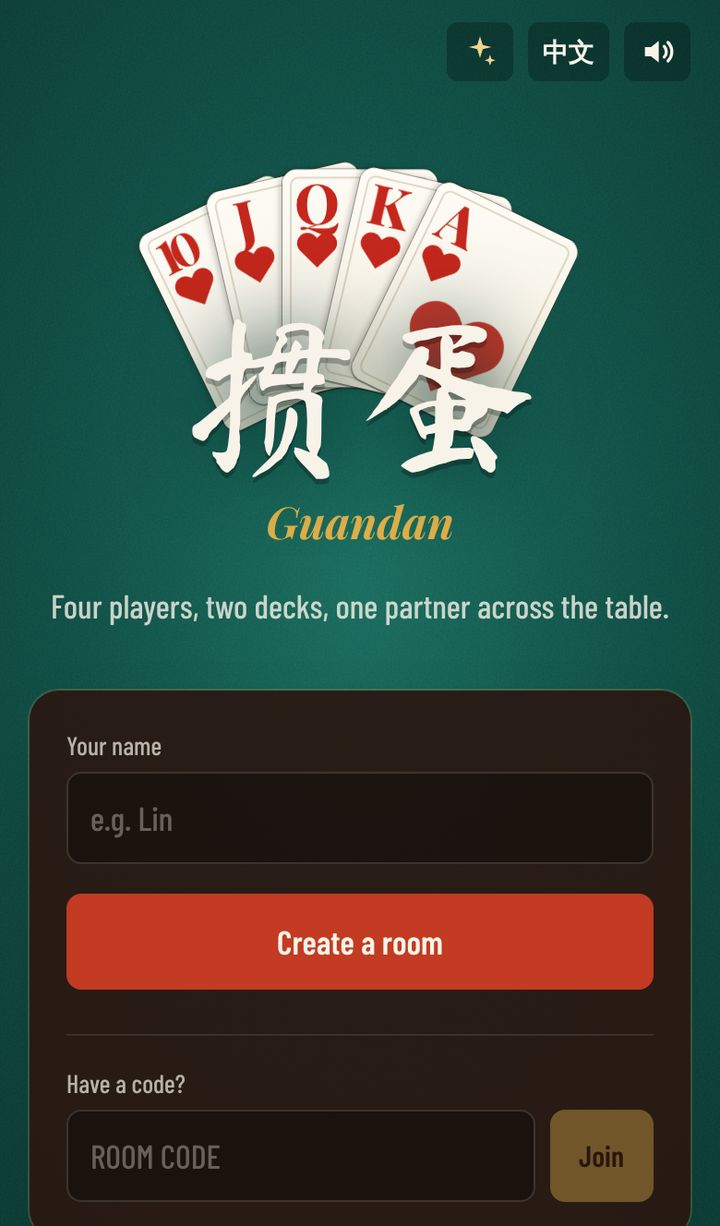 中文
10 J Q K A
掼蛋
Guandan
Four players, two decks, one partner across the table.
Your name
e.g. Lin
Create a room
Have a code?
ROOM CODE
Join